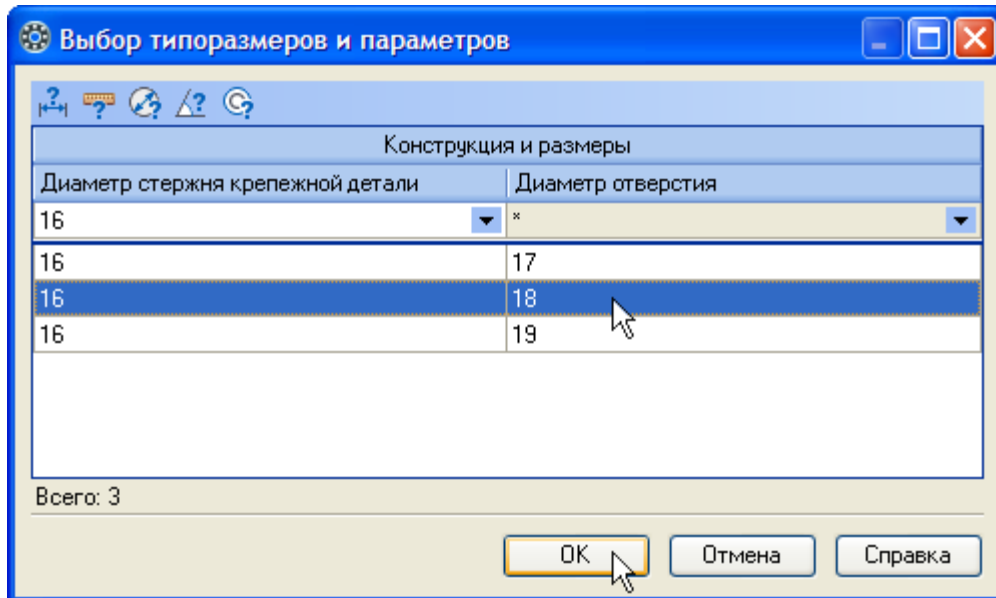 Выбор типоразмеров и параметров
Конструкция и размеры
Диаметр стержня крепежной детали Диаметр отверстия
16 *
16 17
16 18
16 19
Всего: 3
OK Отмена Справка